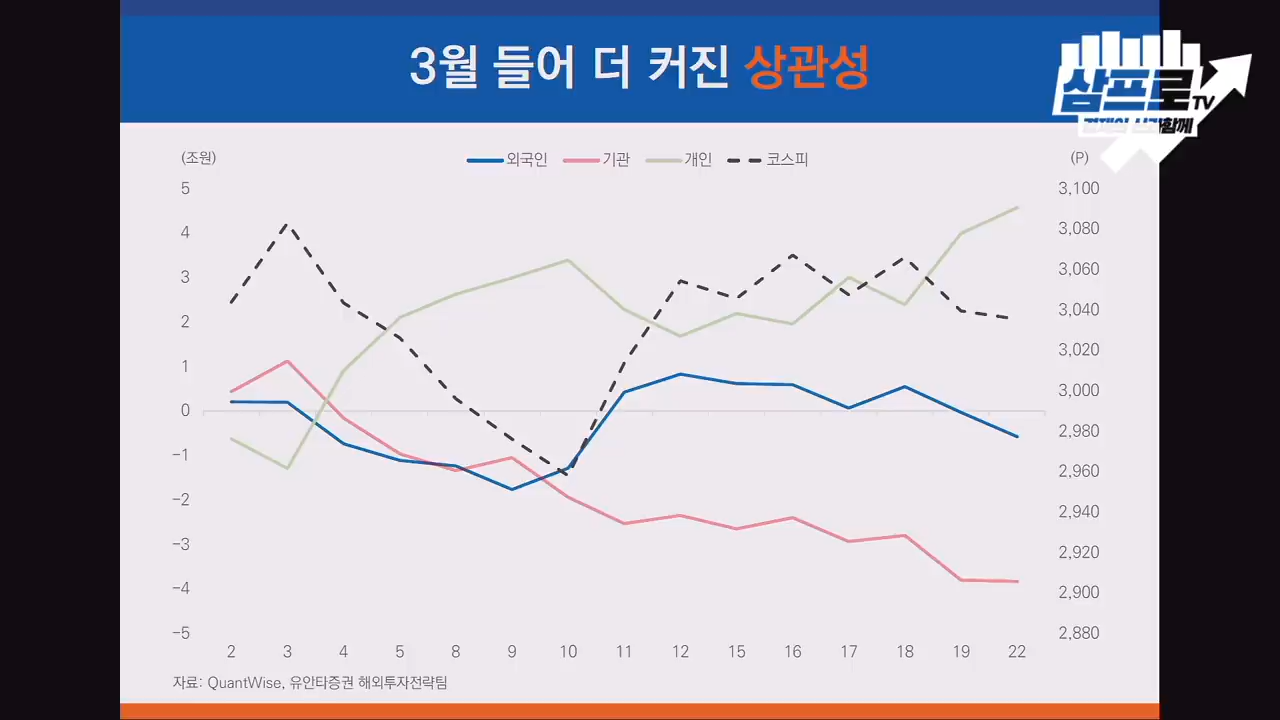 3월 들어 더 커진 상관성
삼프로TV
(조원)
외국인 기관 개인 코스피
(P)
5 3,100
4 3,080
3 3,060
2 3,040
1 3,020
0 3,000
−1 2,980
−2 2,960
−3 2,940
−4 2,920
−5 2,900
2,880
2 3 4 5 8 9 10 11 12 15 16 17 18 19 22
자료: QuantWise, 유안타증권 해외투자전략팀